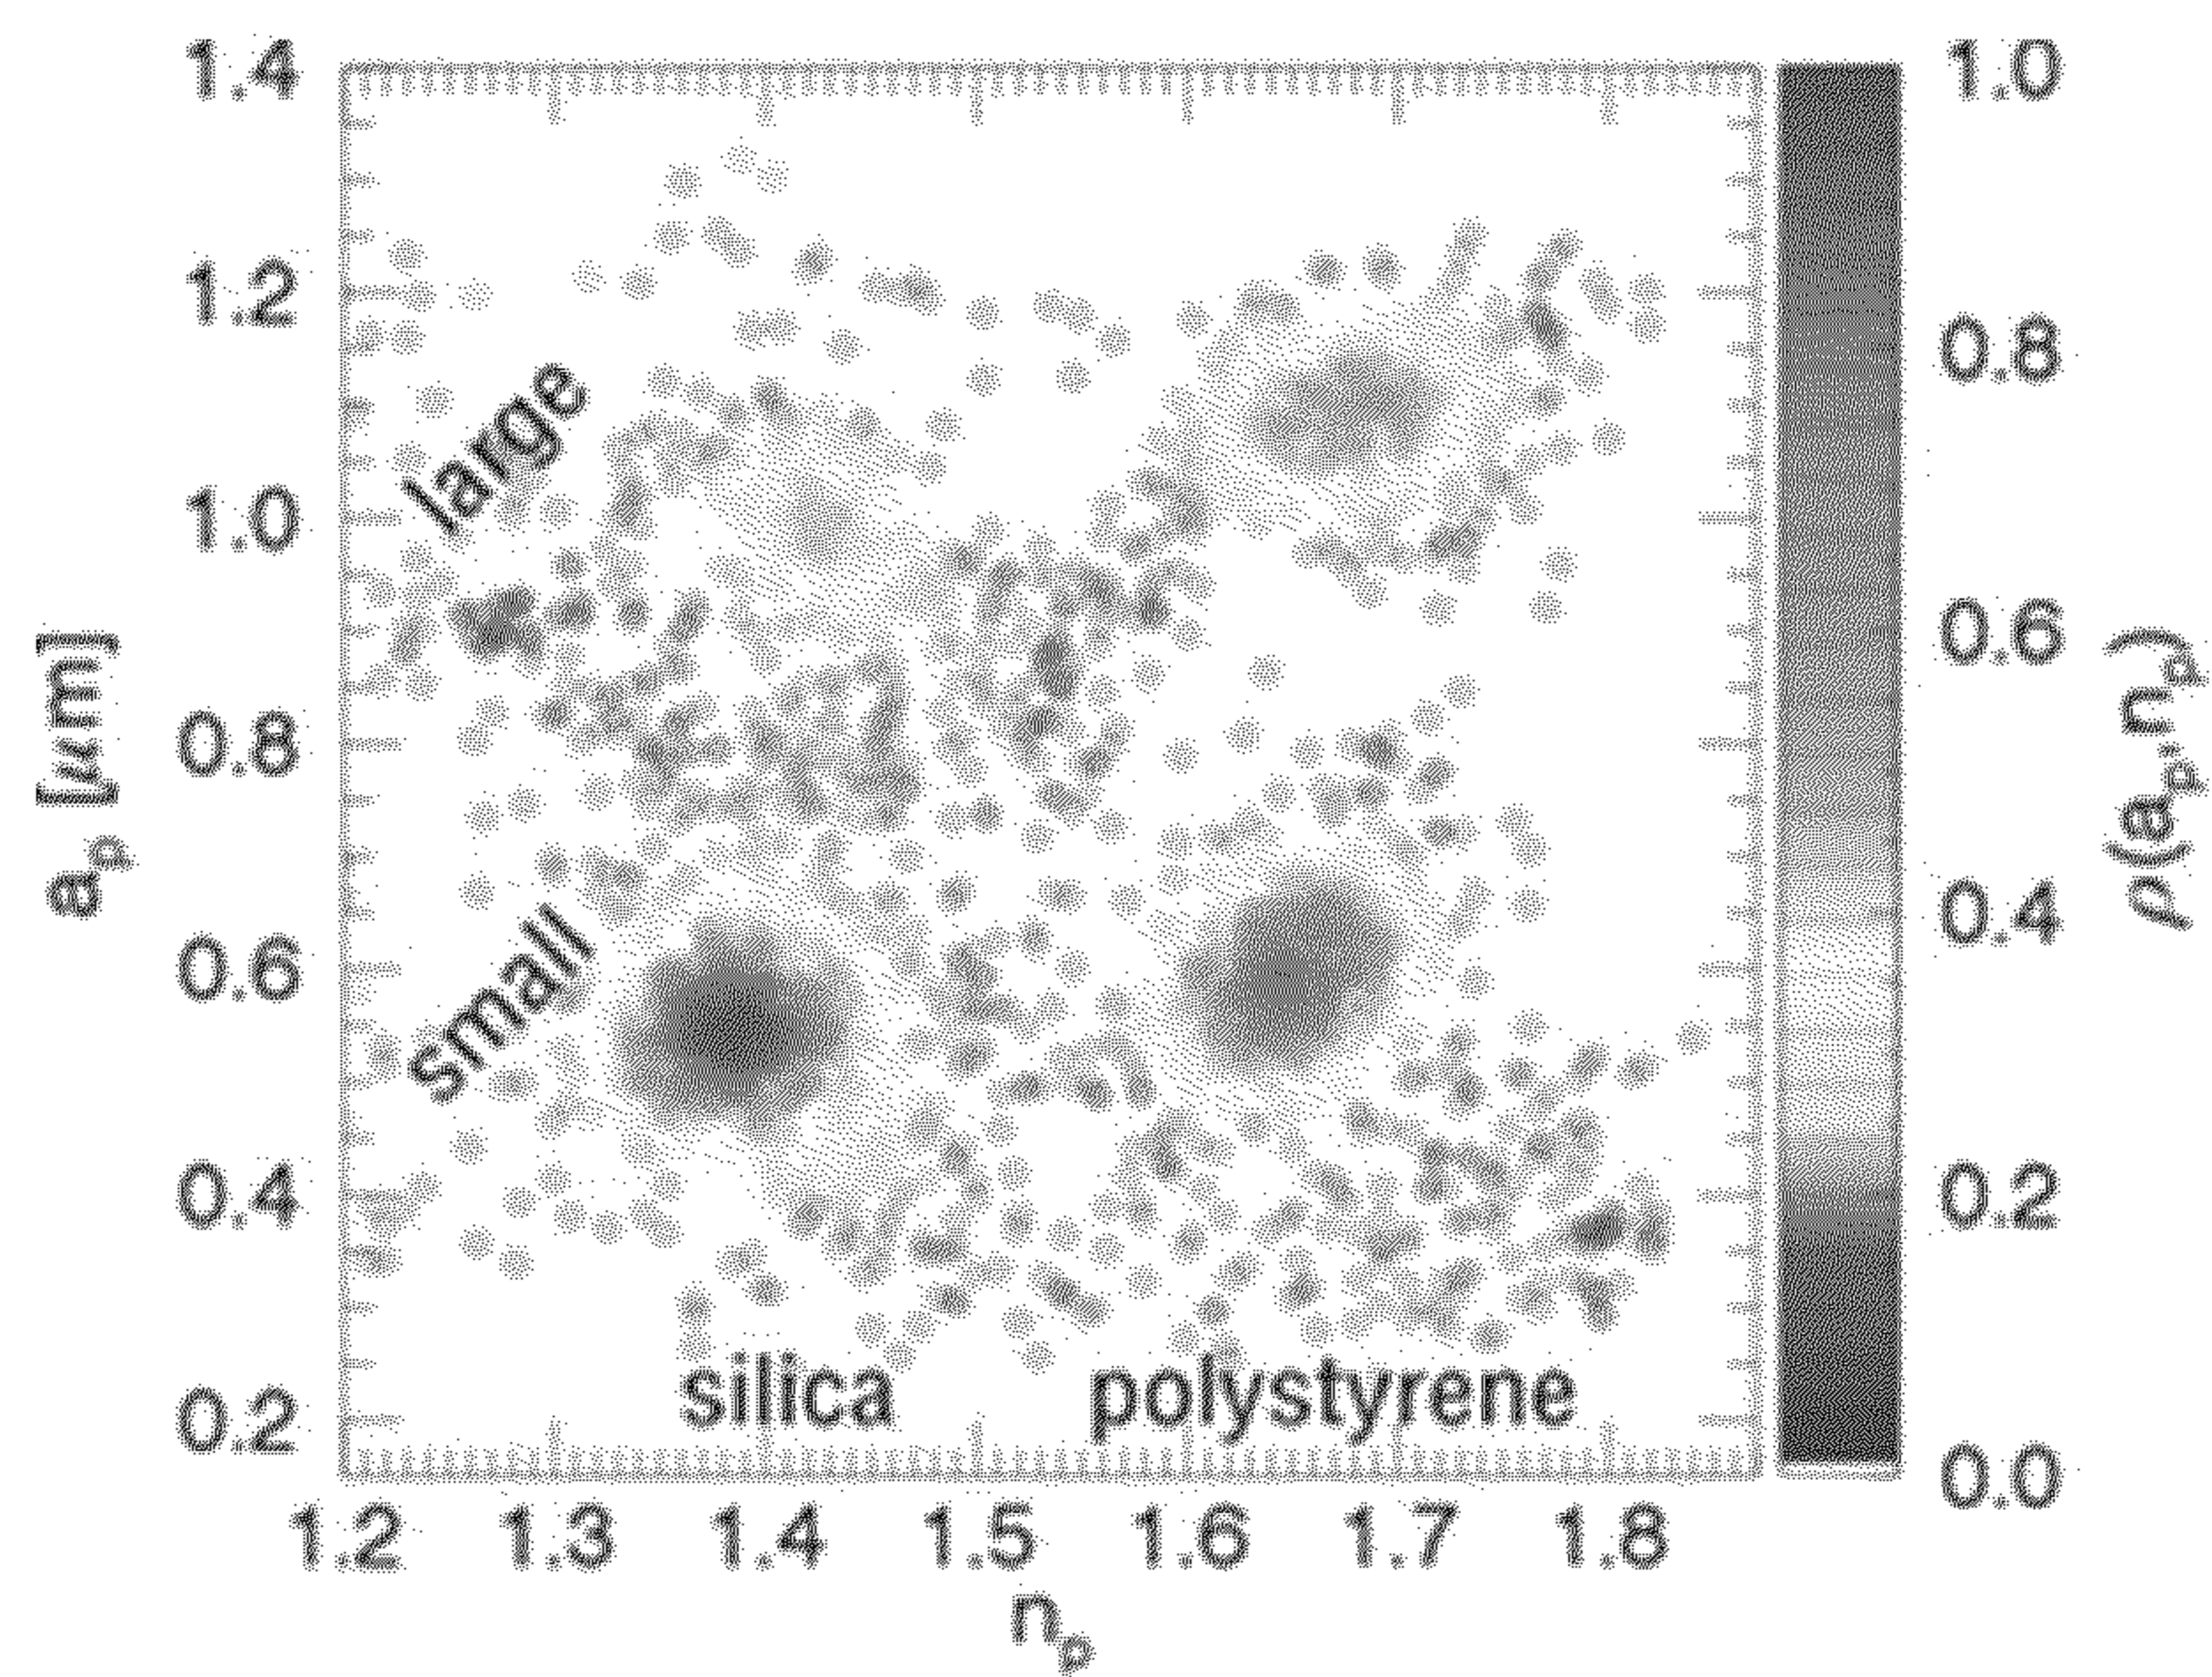 1.4
1.2
1.0
0.8
0.6
0.4
0.2
a_p [μm]
large
small
silica
polystyrene
1.2 1.3 1.4 1.5 1.6 1.7 1.8
n_p
1.0
0.8
0.6
0.4
0.2
0.0
ρ(a_p,n_p)